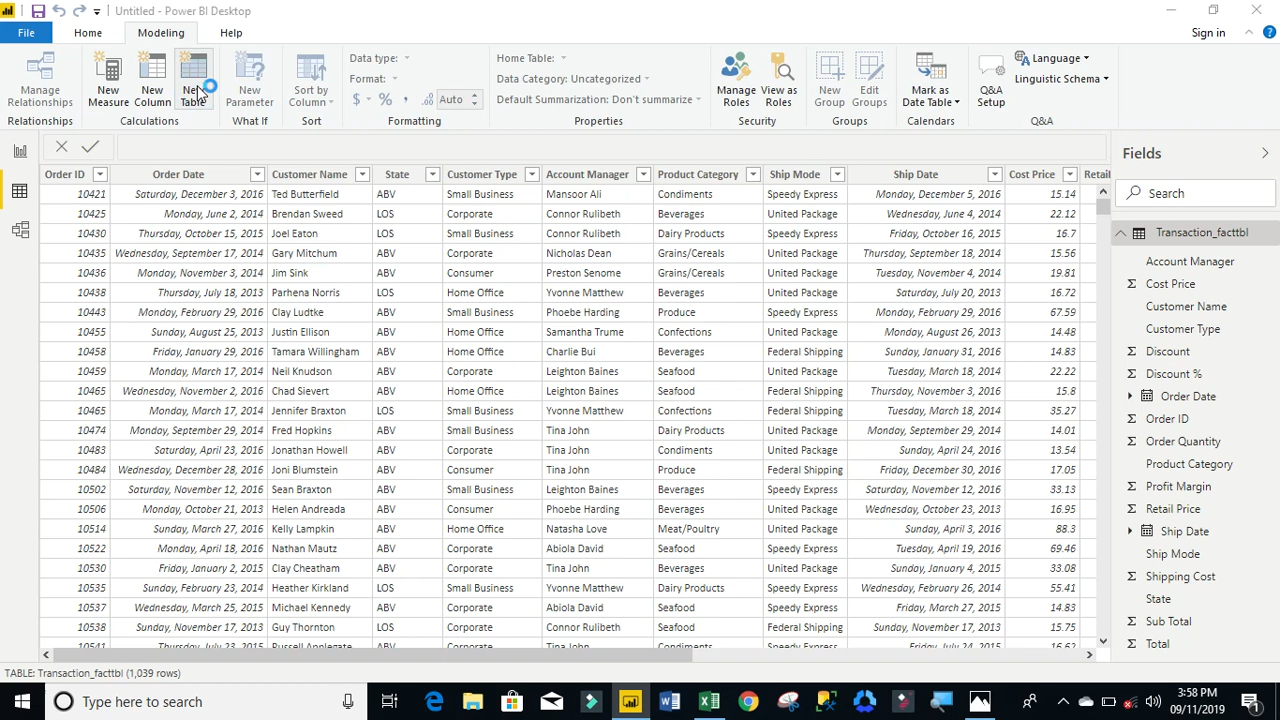 Untitled - Power BI Desktop
File Home Modeling Help Sign in
Manage Relationships New Measure New Column New Table New Parameter Sort by Column
Data type: Home Table:
Format: Data Category: Uncategorized
$ % , .00 Auto Default Summarization: Don't summarize
Manage Roles View as Roles New Group Edit Groups Mark as Date Table Q&A Setup Language
Linguistic Schema
Relationships Calculations What If Sort Formatting Properties Security Groups Calendars Q&A
Order ID Order Date Customer Name State Customer Type Account Manager Product Category Ship Mode Ship Date Cost Price Retail
10421 Saturday, December 3, 2016 Ted Butterfield ABV Small Business Mansoor Ali Condiments Speedy Express Monday, December 5, 2016 15.14
10425 Monday, June 2, 2014 Brendan Sweed LOS Corporate Connor Rulibeth Beverages United Package Wednesday, June 4, 2014 22.12
10430 Thursday, October 15, 2015 Joel Eaton LOS Small Business Connor Rulibeth Dairy Products Speedy Express Friday, October 16, 2015 16.7
10435 Wednesday, September 17, 2014 Gary Mitchum ABV Corporate Nicholas Dean Grains/Cereals United Package Thursday, September 18, 2014 15.56
10436 Monday, November 3, 2014 Jim Sink ABV Consumer Preston Senome Grains/Cereals United Package Tuesday, November 4, 2014 19.81
10438 Thursday, July 18, 2013 Parhena Norris LOS Home Office Yvonne Matthew Beverages United Package Saturday, July 20, 2013 16.72
10443 Monday, February 29, 2016 Clay Ludtke ABV Small Business Phoebe Harding Produce Speedy Express Monday, February 29, 2016 67.59
10455 Sunday, August 25, 2013 Justin Ellison ABV Home Office Samantha Trume Confections United Package Monday, August 26, 2013 14.48
10458 Friday, January 29, 2016 Tamara Willingham ABV Home Office Charlie Bui Beverages Federal Shipping Sunday, January 31, 2016 14.83
10459 Monday, March 17, 2014 Neil Knudson ABV Corporate Leighton Baines Seafood United Package Tuesday, March 18, 2014 22.22
10465 Wednesday, November 2, 2016 Chad Sievert ABV Home Office Leighton Baines Seafood Federal Shipping Thursday, November 3, 2016 15.8
10465 Monday, March 17, 2014 Jennifer Braxton LOS Small Business Yvonne Matthew Confections United Package Tuesday, March 18, 2014 35.27
10474 Monday, September 29, 2014 Fred Hopkins ABV Small Business Tina John Dairy Products United Package Monday, September 29, 2014 14.01
10483 Saturday, April 23, 2016 Jonathan Howell ABV Corporate Tina John Condiments Speedy Express Sunday, April 24, 2016 13.54
10484 Wednesday, December 28, 2016 Joni Blumstein ABV Consumer Tina John Produce Federal Shipping Friday, December 30, 2016 17.05
10502 Saturday, November 12, 2016 Sean Braxton ABV Small Business Leighton Baines Beverages Speedy Express Saturday, November 12, 2016 33.13
10506 Monday, October 21, 2013 Helen Andreada ABV Consumer Phoebe Harding Beverages Speedy Express Wednesday, October 23, 2013 16.95
10514 Sunday, March 27, 2016 Kelly Lampkin ABV Home Office Natasha Love Meat/Poultry United Package Sunday, April 3, 2016 88.3
10522 Monday, April 18, 2016 Nathan Mautz ABV Corporate Abiola David Seafood Speedy Express Tuesday, April 19, 2016 69.46
10530 Friday, January 2, 2015 Clay Cheatham ABV Corporate Tina John Beverages Federal Shipping Sunday, January 4, 2015 33.08
10535 Sunday, February 23, 2014 Heather Kirkland LOS Small Business Yvonne Matthew Dairy Products United Package Wednesday, February 26, 2014 55.41
10537 Wednesday, March 25, 2015 Michael Kennedy ABV Corporate Abiola David Seafood Speedy Express Friday, March 27, 2015 14.83
10538 Sunday, November 17, 2013 Guy Thornton LOS Corporate Connor Rulibeth Seafood United Package Sunday, November 17, 2013 15.75
10541 Thursday, July 23, 2015 Russell Applegate ABV Corporate Tina John Dairy Products United Package Friday, July 24, 2015 16.62
TABLE: Transaction_facttbl (1,039 rows)
Fields
Search
Transaction_facttbl
Account Manager
Cost Price
Customer Name
Customer Type
Discount
Discount %
Order Date
Order ID
Order Quantity
Product Category
Profit Margin
Retail Price
Ship Date
Ship Mode
Shipping Cost
State
Sub Total
Total
Type here to search
3:58 PM
09/11/2019
1